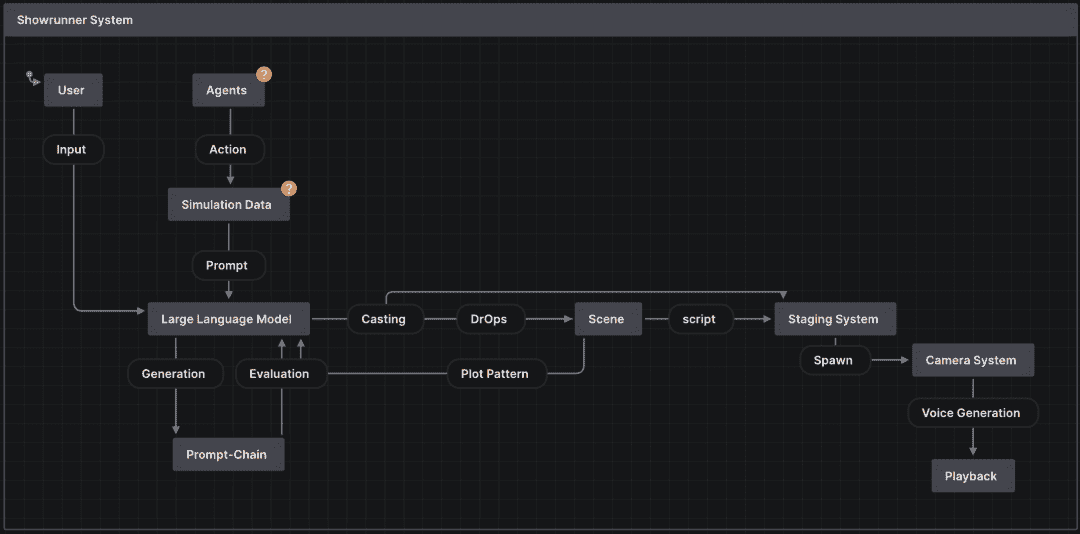 Showrunner System
User
Agents
?
Input
Action
Simulation Data
?
Prompt
Large Language Model
Casting
DrOps
Scene
script
Staging System
Generation
Evaluation
Plot Pattern
Spawn
Camera System
Voice Generation
Prompt-Chain
Playback